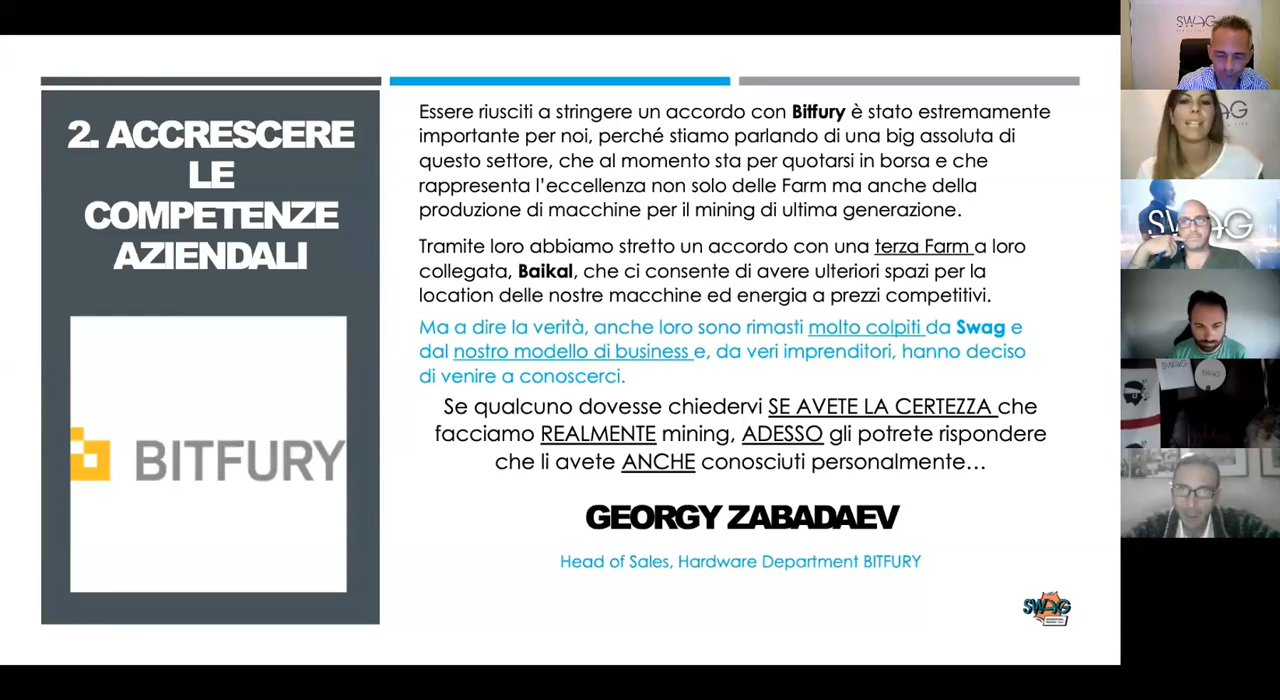 2. ACCRESCERE
LE
COMPETENZE
AZIENDALI
BITFURY
Essere riusciti a stringere un accordo con Bitfury è stato estremamente
importante per noi, perché stiamo parlando di una big assoluta di
questo settore, che al momento sta per quotarsi in borsa e che
rappresenta l’eccellenza non solo delle Farm ma anche della
produzione di macchine per il mining di ultima generazione.
Tramite loro abbiamo stretto un accordo con una terza Farm a loro
collegata, Baikal, che ci consente di avere ulteriori spazi per la
location delle nostre macchine ed energia a prezzi competitivi.
Ma a dire la verità, anche loro sono rimasti molto colpiti da Swag e
dal nostro modello di business e, da veri imprenditori, hanno deciso
di venire a conoscerci.
Se qualcuno dovesse chiedervi SE AVETE LA CERTEZZA che
facciamo REALMENTE mining, ADESSO gli potrete rispondere
che li avete ANCHE conosciuti personalmente…
GEORGY ZABADAEV
Head of Sales, Hardware Department BITFURY
SWAG
SWAG
SWAG
SWAG